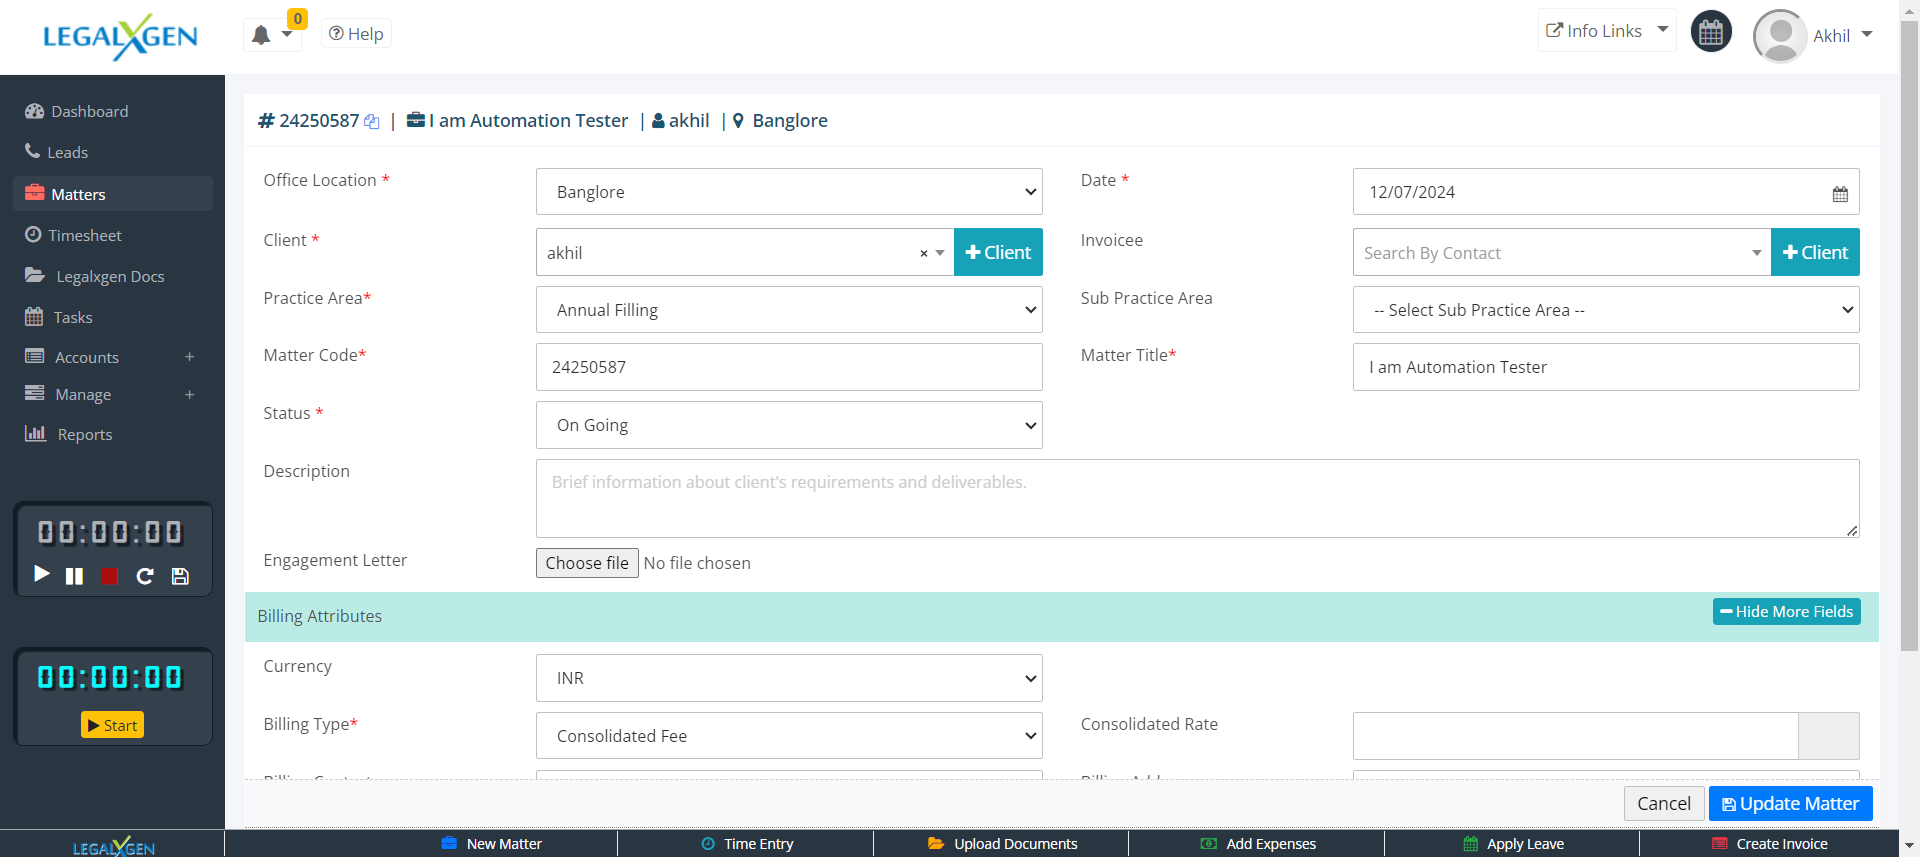 LEGALXGEN
0
Help
Info Links
Akhil
Dashboard
Leads
Matters
Timesheet
Legalxgen Docs
Tasks
Accounts +
Manage +
Reports
00:00:00
00:00:00
Start
# 24250587 | I am Automation Tester | akhil | Banglore
Office Location * Banglore Date * 12/07/2024
Client * akhil × + Client Invoicee Search By Contact + Client
Practice Area* Annual Filling Sub Practice Area -- Select Sub Practice Area --
Matter Code* 24250587 Matter Title* I am Automation Tester
Status * On Going
Description Brief information about client's requirements and deliverables.
Engagement Letter Choose file No file chosen
Billing Attributes Hide More Fields
Currency INR
Billing Type* Consolidated Fee Consolidated Rate
Cancel Update Matter
LEGALXGEN New Matter Time Entry Upload Documents Add Expenses Apply Leave Create Invoice